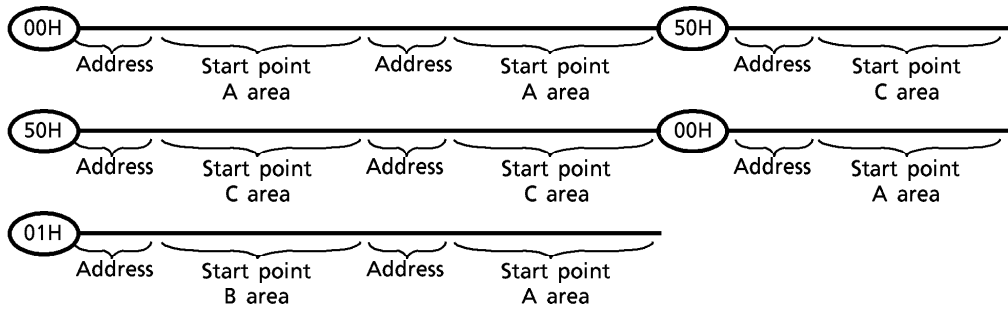 00H 50H
Address Start point Address Start point Address Start point
A area A area C area
50H 00H
Address Start point Address Start point Address Start point
C area C area A area
01H
Address Start point Address Start point
B area A area